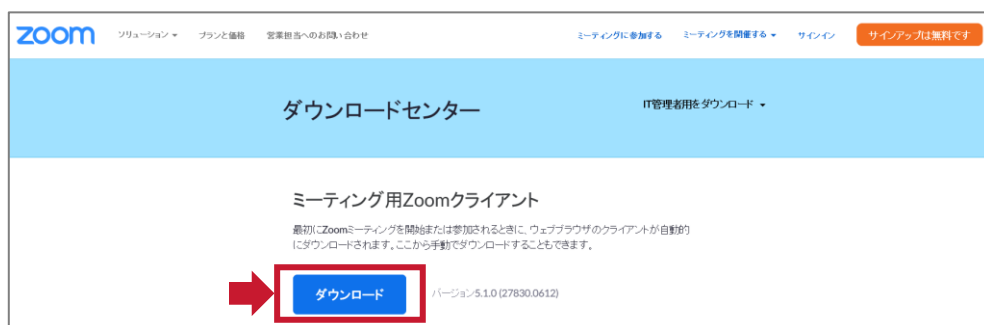 zoom ソリューション プランと価格 営業担当へのお問い合わせ ミーティングに参加する ミーティングを開催する サインイン サインアップは無料です
ダウンロードセンター IT管理者用をダウンロード
ミーティング用Zoomクライアント
最初にZoomミーティングを開始または参加されるときに、ウェブブラウザのクライアントが自動的
にダウンロードされます。ここから手動でダウンロードすることもできます。
ダウンロード バージョン5.1.0 (27830.0612)